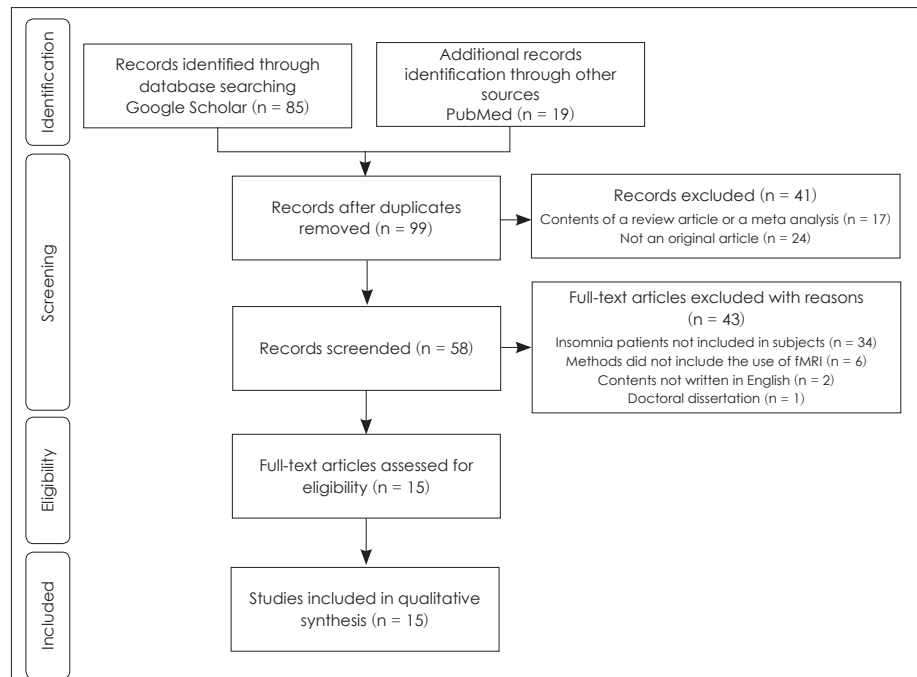 Identification
Records identified through
database searching
Google Scholar (n = 85)
Additional records
identification through other
sources
PubMed (n = 19)
Screening
Records after duplicates
removed (n = 99)
Records excluded (n = 41)
Contents of a review article or a meta analysis (n = 17)
Not an original article (n = 24)
Records screended (n = 58)
Full-text articles excluded with reasons
(n = 43)
Insomnia patients not included in subjects (n = 34)
Methods did not include the use of fMRI (n = 6)
Contents not written in English (n = 2)
Doctoral dissertation (n = 1)
Eligibility
Full-text articles assessed for
eligibility (n = 15)
Included
Studies included in qualitative
synthesis (n = 15)